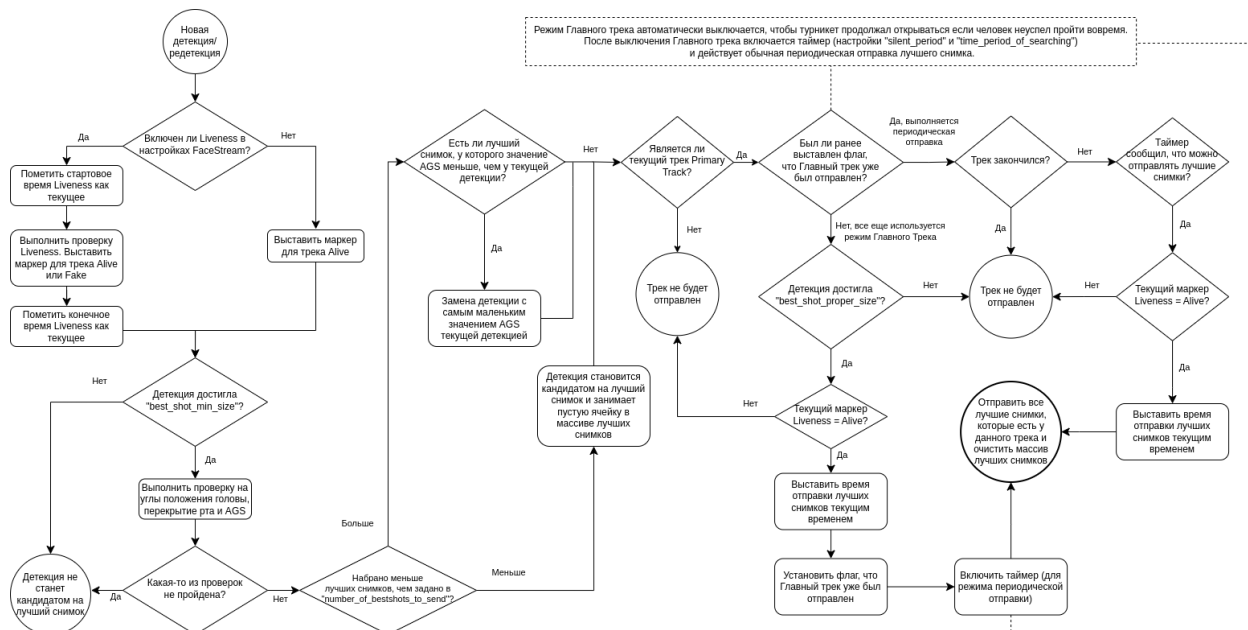 Новая
детекция/
редетекция
Режим Главного трека автоматически выключается, чтобы турникет продолжал открываться если человек неуспел пройти вовремя.
После выключения Главного трека включается таймер (настройки "silent_period" и "time_period_of_searching")
и действует обычная периодическая отправка лучшего снимка.
Включен ли Liveness в
настройках FaceStream?
Да
Нет
Пометить стартовое
время Liveness как
текущее
Выполнить проверку
Liveness. Выставить
маркер для трека Alive
или Fake
Пометить конечное
время Liveness как
текущее
Выставить маркер
для трека Alive
Детекция достигла
"best_shot_min_size"?
Нет
Да
Выполнить проверку на
углы положения головы,
перекрытие рта и AGS
Какая-то из проверок
не пройдена?
Да
Нет
Детекция не
станет
кандидатом на
лучший снимок
Набрано меньше
лучших снимков, чем задано в
"number_of_bestshots_to_send"?
Больше
Меньше
Есть ли лучший
снимок, у которого значение
AGS меньше, чем у текущей
детекции?
Нет
Да
Замена детекции с
самым маленьким
значением AGS
текущей детекцией
Детекция становится
кандидатом на лучший
снимок и занимает
пустую ячейку в
массиве лучших
снимков
Является ли
текущий трек Primary
Track?
Да
Нет
Трек не будет
отправлен
Был ли ранее
выставлен флаг,
что Главный трек уже
был отправлен?
Да, выполняется
периодическая
отправка
Нет, все еще используется
режим Главного Трека
Детекция достигла
"best_shot_proper_size"?
Нет
Да
Текущий маркер
Liveness = Alive?
Нет
Да
Выставить время
отправки лучших
снимков текущим
временем
Установить флаг, что
Главный трек уже был
отправлен
Включить таймер (для
режима периодической
отправки)
Трек закончился?
Нет
Да
Трек не будет
отправлен
Таймер
сообщил, что можно
отправлять лучшие
снимки?
Да
Текущий маркер
Liveness = Alive?
Нет
Да
Выставить время
отправки лучших
снимков текущим
временем
Отправить все
лучшие снимки,
которые есть у
данного трека и
очистить массив
лучших снимков